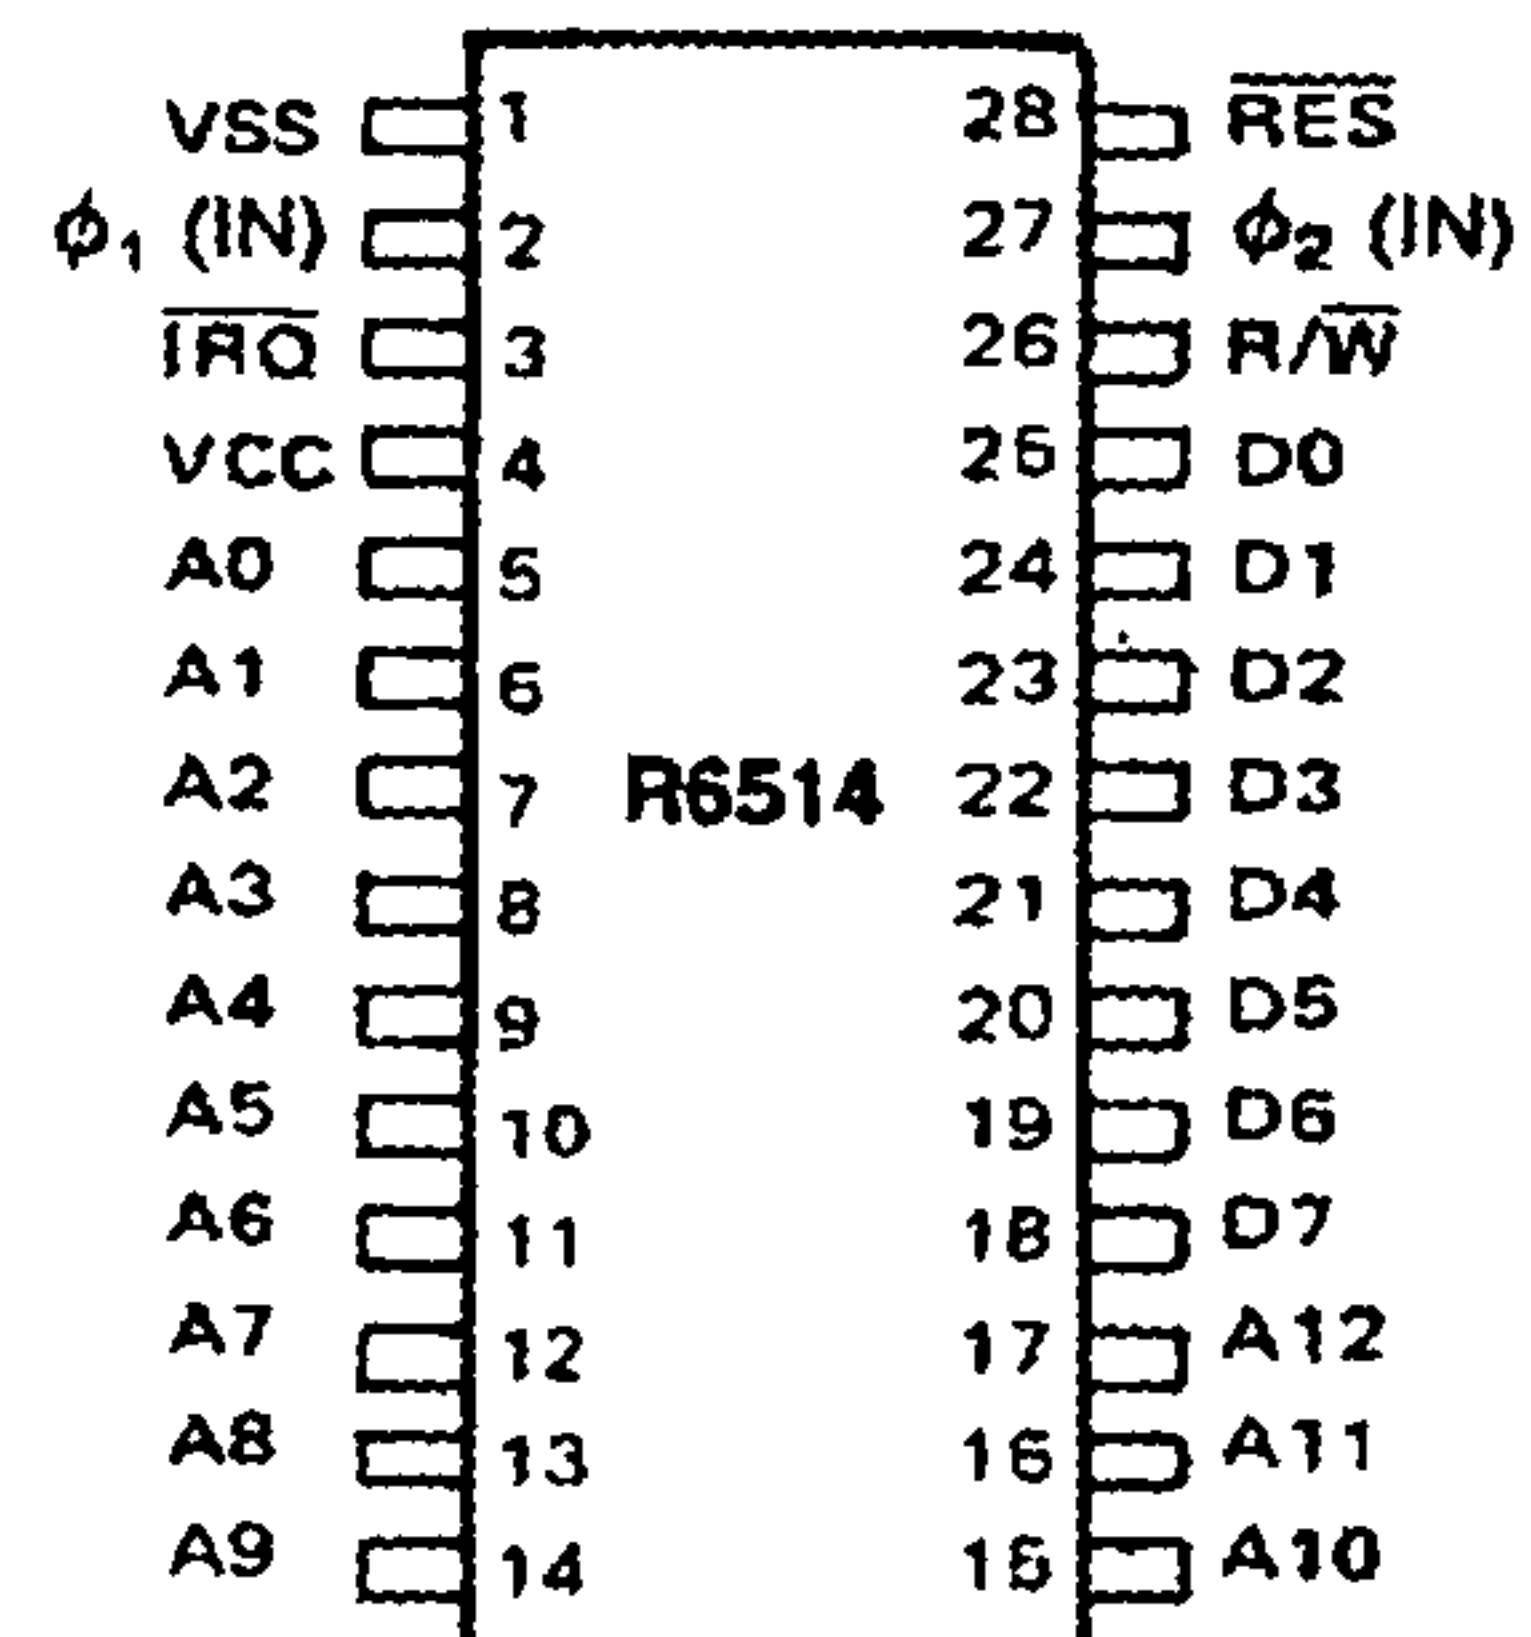 VSS 1 28 R̅E̅S̅
ϕ₁ (IN) 2 27 ϕ₂ (IN)
I̅R̅Q̅ 3 26 R/W̅
VCC 4 25 D0
A0 5 24 D1
A1 6 23 D2
A2 7 R6514 22 D3
A3 8 21 D4
A4 9 20 D5
A5 10 19 D6
A6 11 18 D7
A7 12 17 A12
A8 13 16 A11
A9 14 15 A10